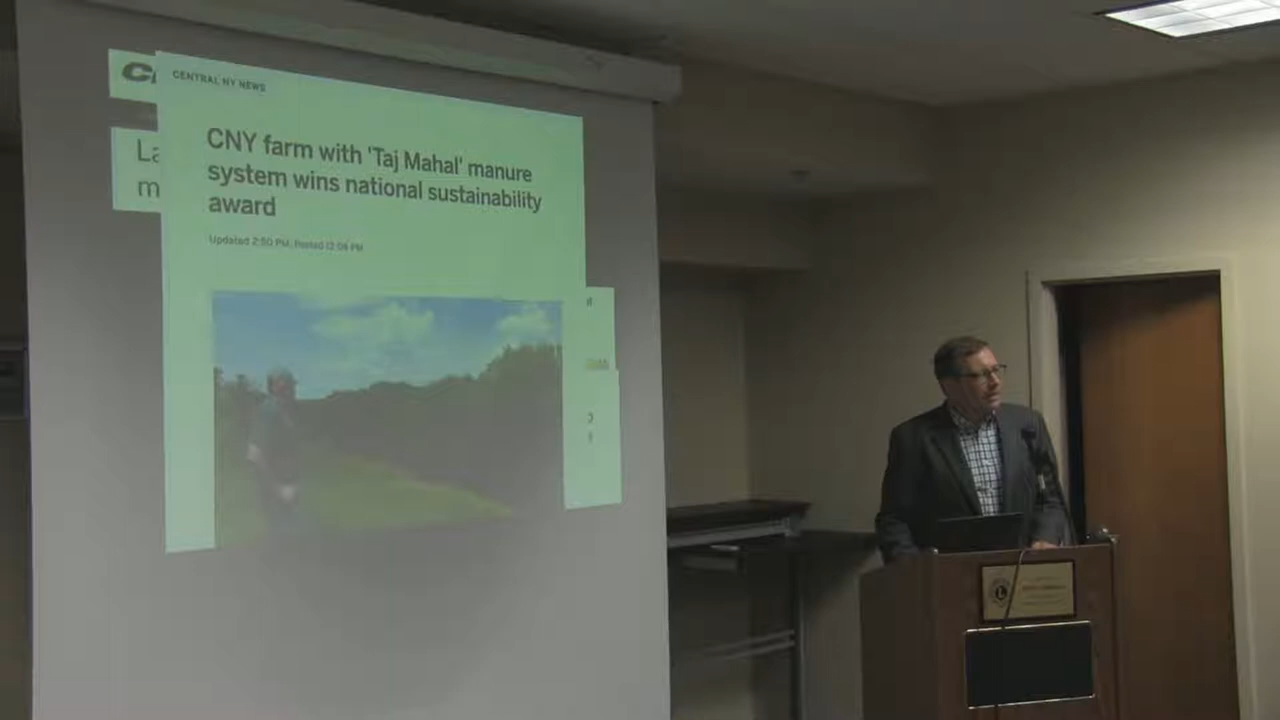 CENTRAL NY NEWS
CNY farm with 'Taj Mahal' manure
system wins national sustainability
award
Updated 2:50 PM; Posted 12:06 PM
La
m